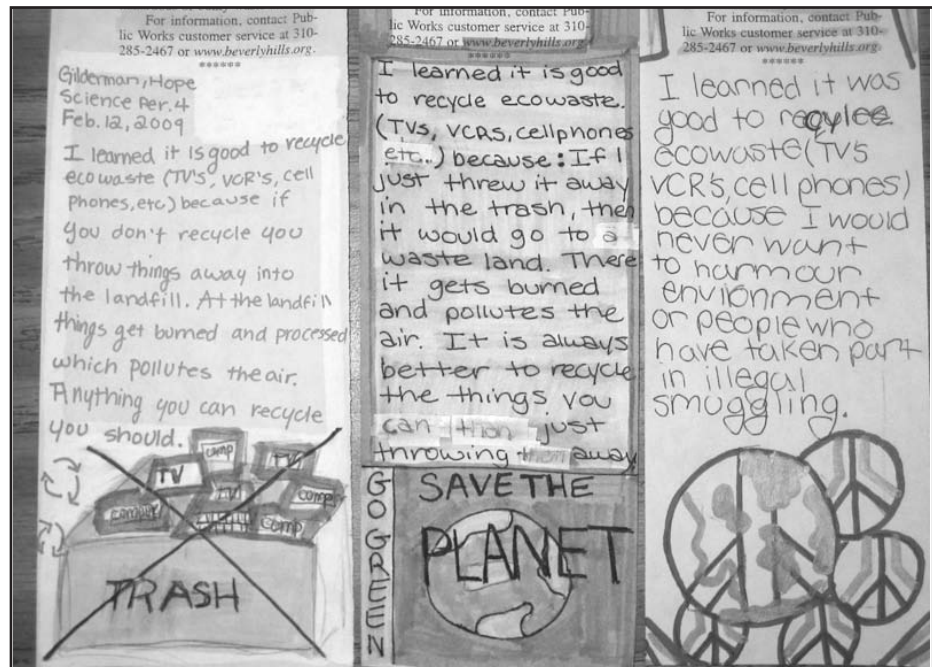 For information, contact Pub-
lic Works customer service at 310-
285-2467 or www.beverlyhills.org.
******
Gilderman, Hope
Science Per. 4
Feb. 12, 2009
I learned it is good to recycle
ecowaste (TV's, VCR's, cell
phones, etc) because if
you don't recycle you
throw things away into
the landfill. At the landfill
things get burned and processed
which pollutes the air.
Anything you can recycle
you should.
comp
TV
TV
TV
comp
comp
TRASH
For information, contact Pub-
lic Works customer service at 310-
285-2467 or www.beverlyhills.org.
I learned it is good
to recycle ecowaste.
(TVs, VCRs, cellphones
etc..) because: If I
just threw it away
in the trash, then
it would go to a
waste land. There
it gets burned
and pollutes the
air. It is always
better to recycle
the things you
can than just
throwing them away
GO GREEN
SAVE THE
PLANET
For information, contact Pub-
lic Works customer service at 310-
285-2467 or www.beverlyhills.org.
******
I learned it was
good to recylce
ecowaste (TV's
VCR's, cell phones)
because I would
never want
to harm our
envionment
or people who
have taken part
in illegal
smuggling.